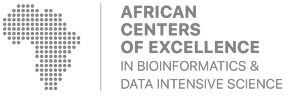 AFRICAN
CENTERS
OF EXCELLENCE
IN BIOINFORMATICS &
DATA INTENSIVE SCIENCE